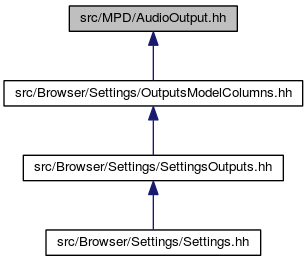 src/MPD/AudioOutput.hh
src/Browser/Settings/OutputsModelColumns.hh
src/Browser/Settings/SettingsOutputs.hh
src/Browser/Settings/Settings.hh